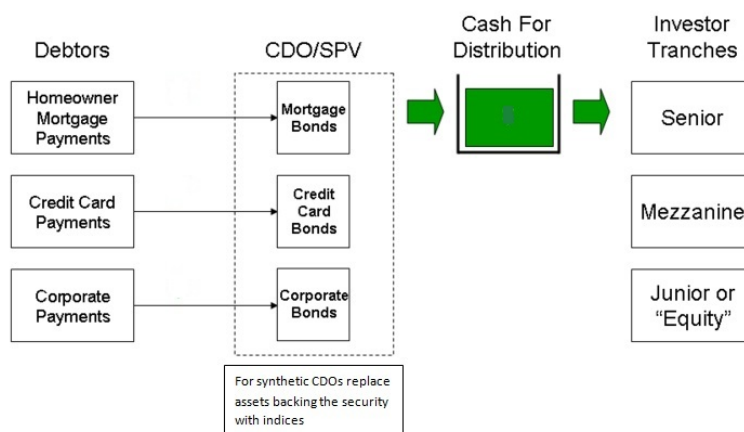 Debtors
CDO/SPV
Cash For
Distribution
Investor
Tranches
Homeowner
Mortgage
Payments
Mortgage
Bonds
Senior
Credit Card
Payments
Credit
Card
Bonds
Mezzanine
Corporate
Payments
Corporate
Bonds
Junior or
“Equity”
For synthetic CDOs replace
assets backing the security
with indices